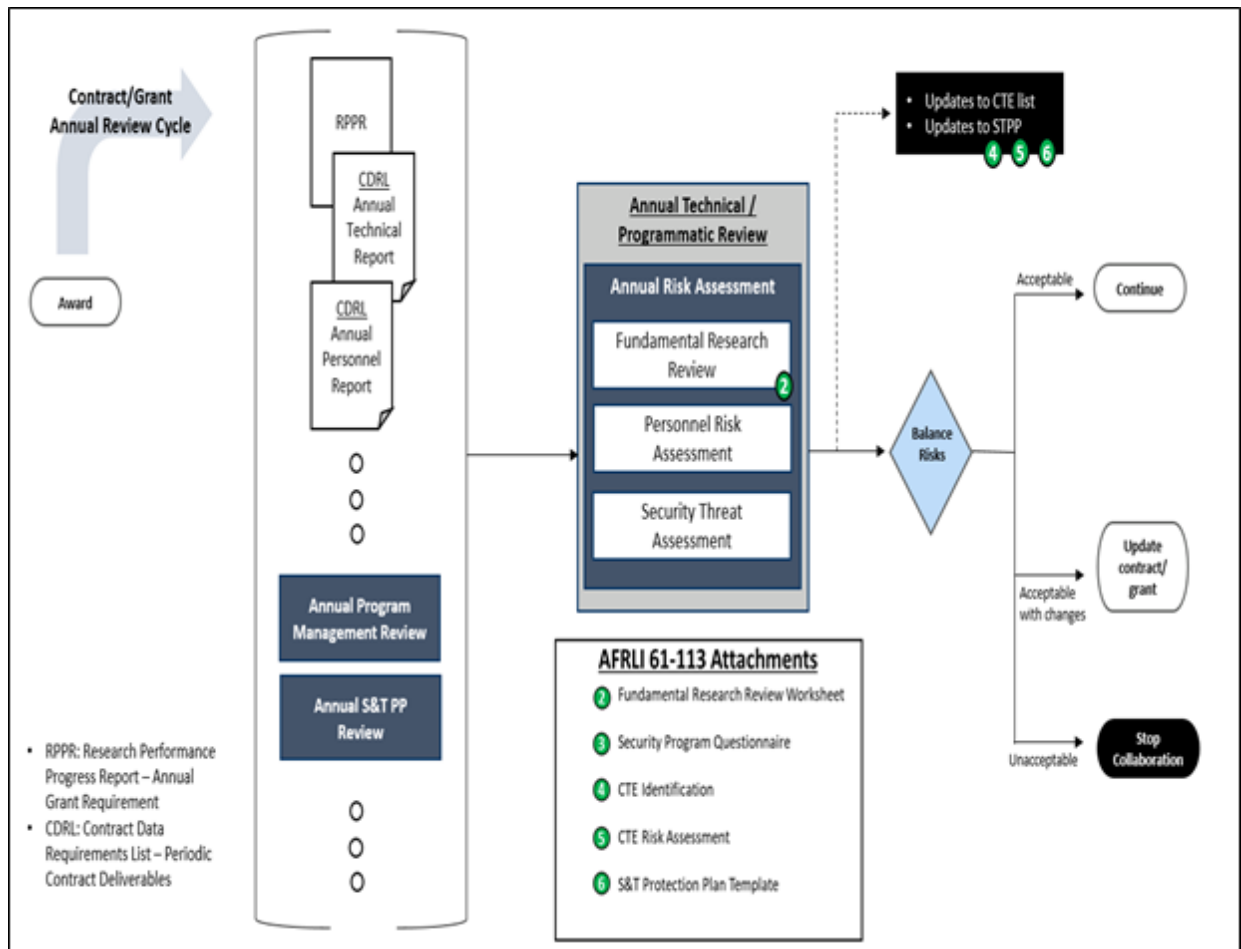 Contract/Grant
Annual Review Cycle
Award
RPPR
CDRL
Annual
Technical
Report
CDRL
Annual
Personnel
Report
Annual Program
Management Review
Annual S&T PP
Review
• RPPR: Research Performance
Progress Report – Annual
Grant Requirement
• CDRL: Contract Data
Requirements List – Periodic
Contract Deliverables
Annual Technical /
Programmatic Review
Annual Risk Assessment
Fundamental Research
Review
2
Personnel Risk
Assessment
Security Threat
Assessment
AFRLI 61-113 Attachments
2 Fundamental Research Review Worksheet
3 Security Program Questionnaire
4 CTE Identification
5 CTE Risk Assessment
6 S&T Protection Plan Template
• Updates to CTE list
• Updates to STPP
4 5 6
Balance
Risks
Acceptable
Continue
Acceptable
with changes
Update
contract/
grant
Unacceptable
Stop
Collaboration